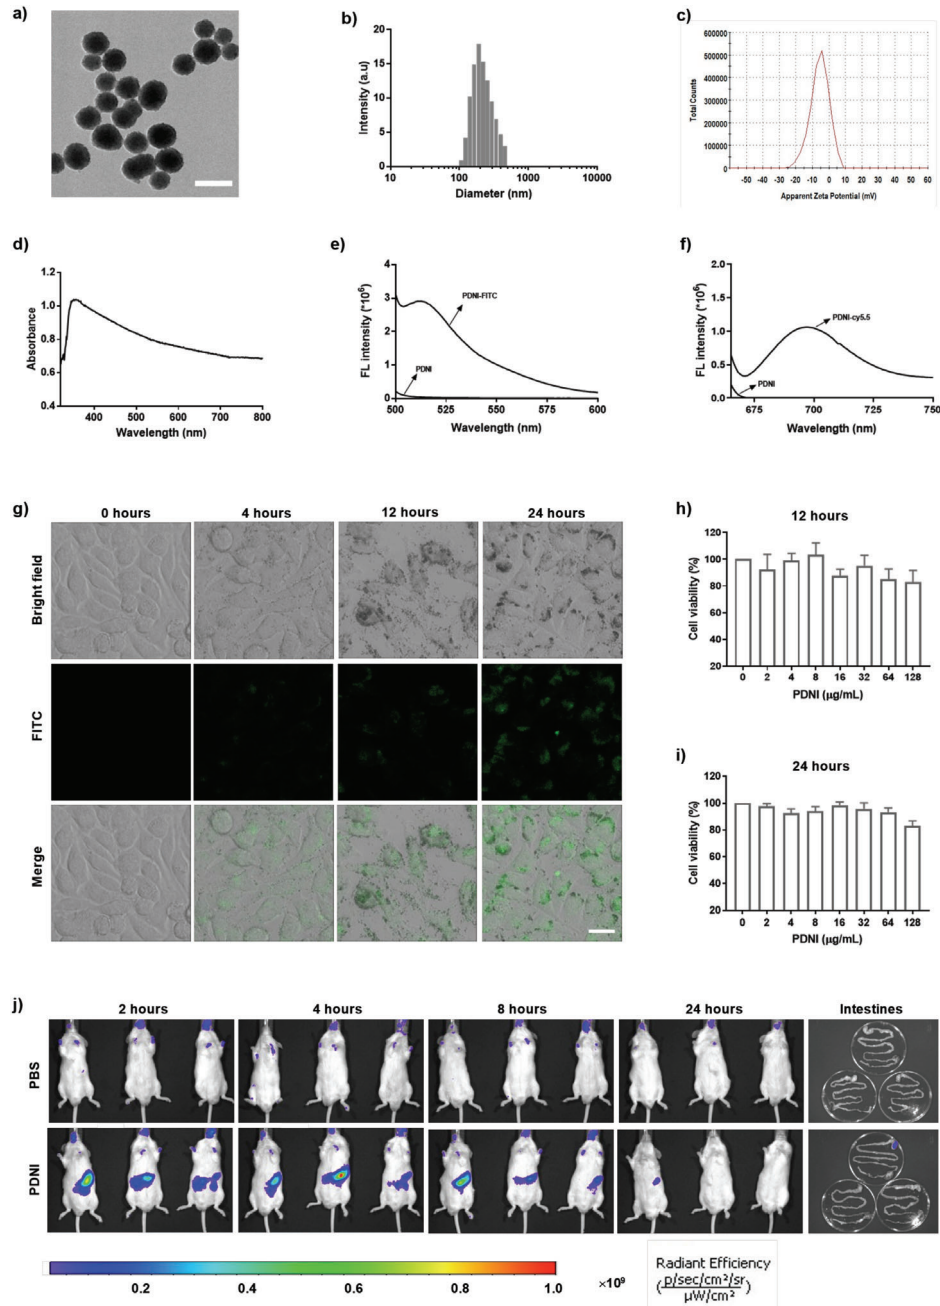 a)
b)
Intensity (a.u)
20
15
10
5
0
10
100
1000
10000
Diameter (nm)
c)
Total Counts
600000
500000
400000
300000
200000
100000
0
-50 -40 -30 -20 -10 0 10 20 30 40 50 60
Apparent Zeta Potential (mV)
d)
Absorbance
1.2
1.0
0.8
0.6
0.4
400 500 600 700 800
Wavelength (nm)
e)
FL intensity (*10⁶)
4
3
2
1
0
PDNI-FITC
PDNI
500 525 550 575 600
Wavelength (nm)
f)
FL intensity (*10⁶)
2.0
1.5
1.0
0.5
0.0
PDNI-cy5.5
PDNI
675 700 725 750
Wavelength (nm)
g)
0 hours 4 hours 12 hours 24 hours
Bright field
FITC
Merge
h)
12 hours
Cell viability (%)
120
100
80
60
40
20
0 2 4 8 16 32 64 128
PDNI (µg/mL)
i)
24 hours
Cell viability (%)
120
100
80
60
40
20
0 2 4 8 16 32 64 128
PDNI (µg/mL)
j)
2 hours 4 hours 8 hours 24 hours Intestines
PBS
PDNI
0.2 0.4 0.6 0.8 1.0 ×10⁹
Radiant Efficiency
(p/sec/cm²/sr)
µW/cm²